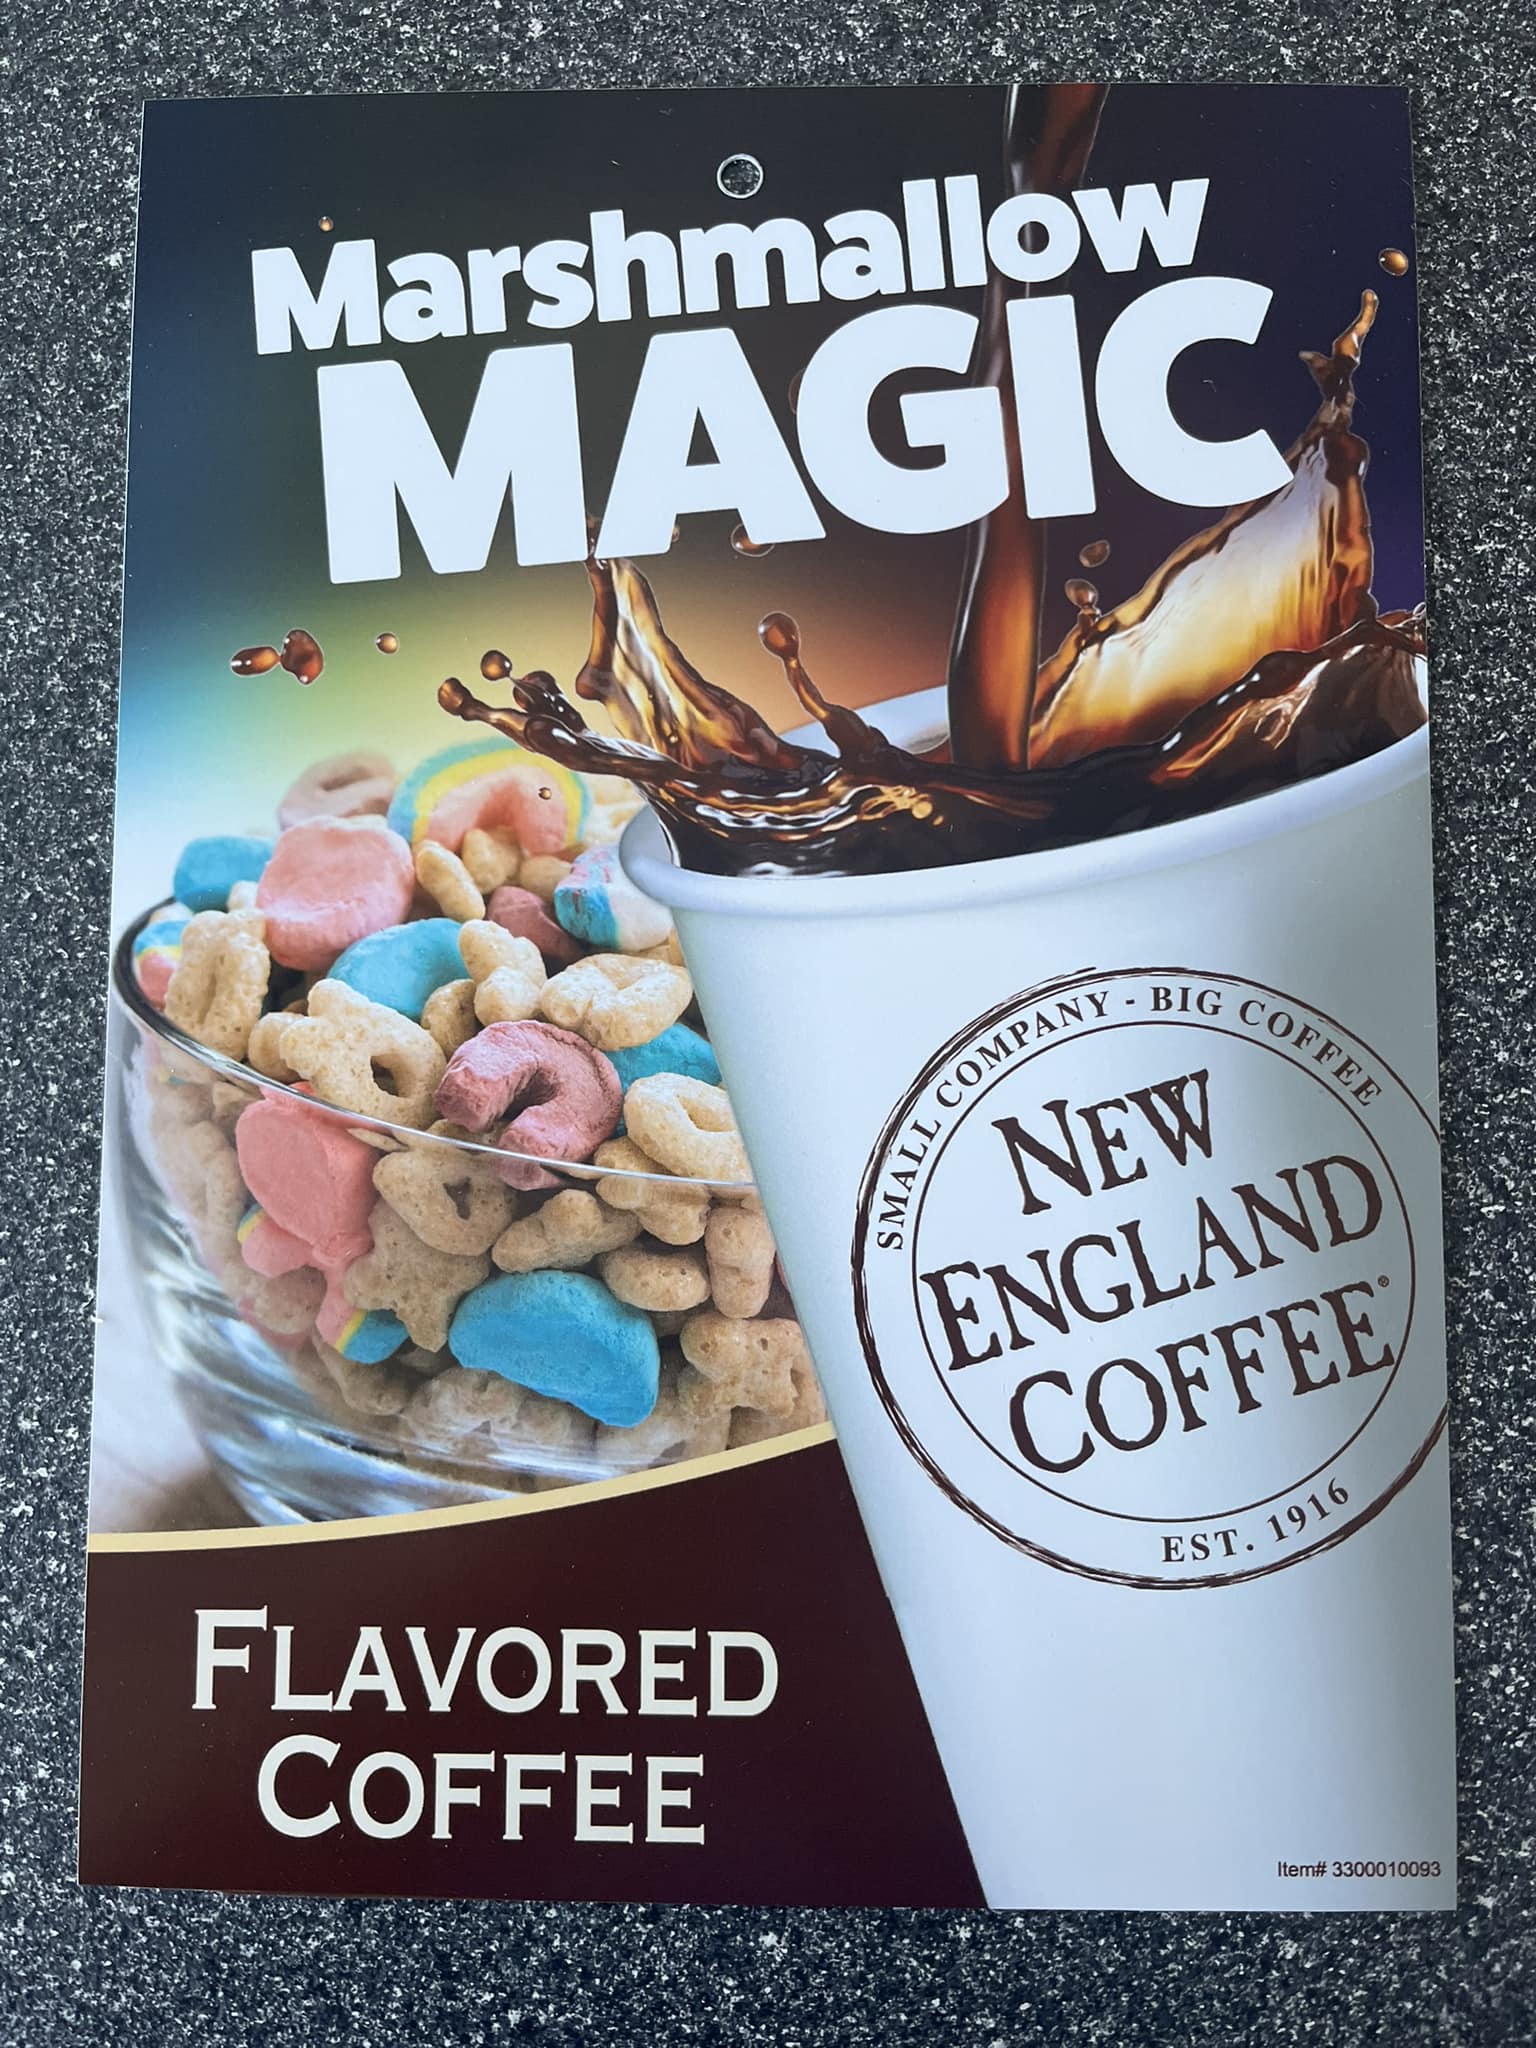 Marshmallow
MAGIC
SMALL COMPANY - BIG COFFEE
NEW
ENGLAND
COFFEE®
EST. 1916
FLAVORED
COFFEE
Item# 3300010093